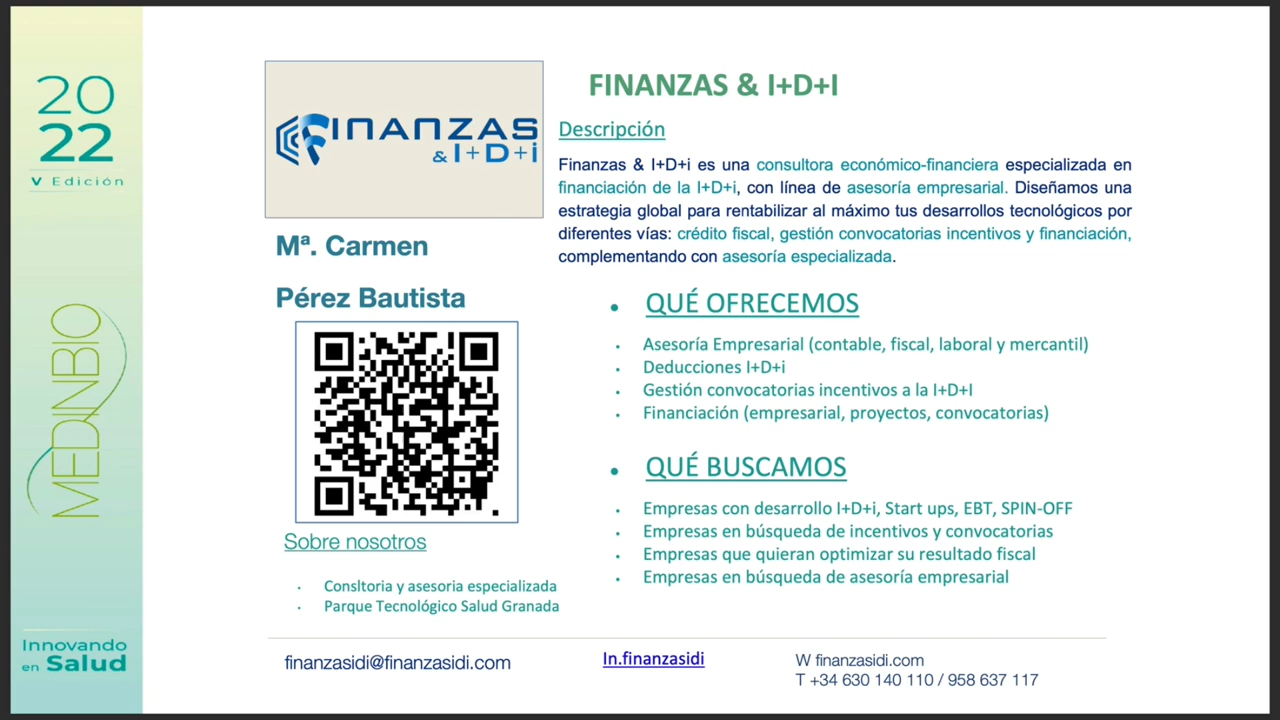 20
22
V Edición
MEDINBIO
Innovando
en Salud
FINANZAS
& I+D+i
Mª. Carmen
Pérez Bautista
Sobre nosotros
Consltoria y asesoria especializada
Parque Tecnológico Salud Granada
FINANZAS & I+D+I
Descripción
Finanzas & I+D+i es una consultora económico-financiera especializada en
financiación de la I+D+i, con línea de asesoría empresarial. Diseñamos una
estrategia global para rentabilizar al máximo tus desarrollos tecnológicos por
diferentes vías: crédito fiscal, gestión convocatorias incentivos y financiación,
complementando con asesoría especializada.
QUÉ OFRECEMOS
Asesoría Empresarial (contable, fiscal, laboral y mercantil)
Deducciones I+D+i
Gestión convocatorias incentivos a la I+D+I
Financiación (empresarial, proyectos, convocatorias)
QUÉ BUSCAMOS
Empresas con desarrollo I+D+i, Start ups, EBT, SPIN-OFF
Empresas en búsqueda de incentivos y convocatorias
Empresas que quieran optimizar su resultado fiscal
Empresas en búsqueda de asesoría empresarial
finanzasidi@finanzasidi.com
In.finanzasidi
W finanzasidi.com
T +34 630 140 110 / 958 637 117